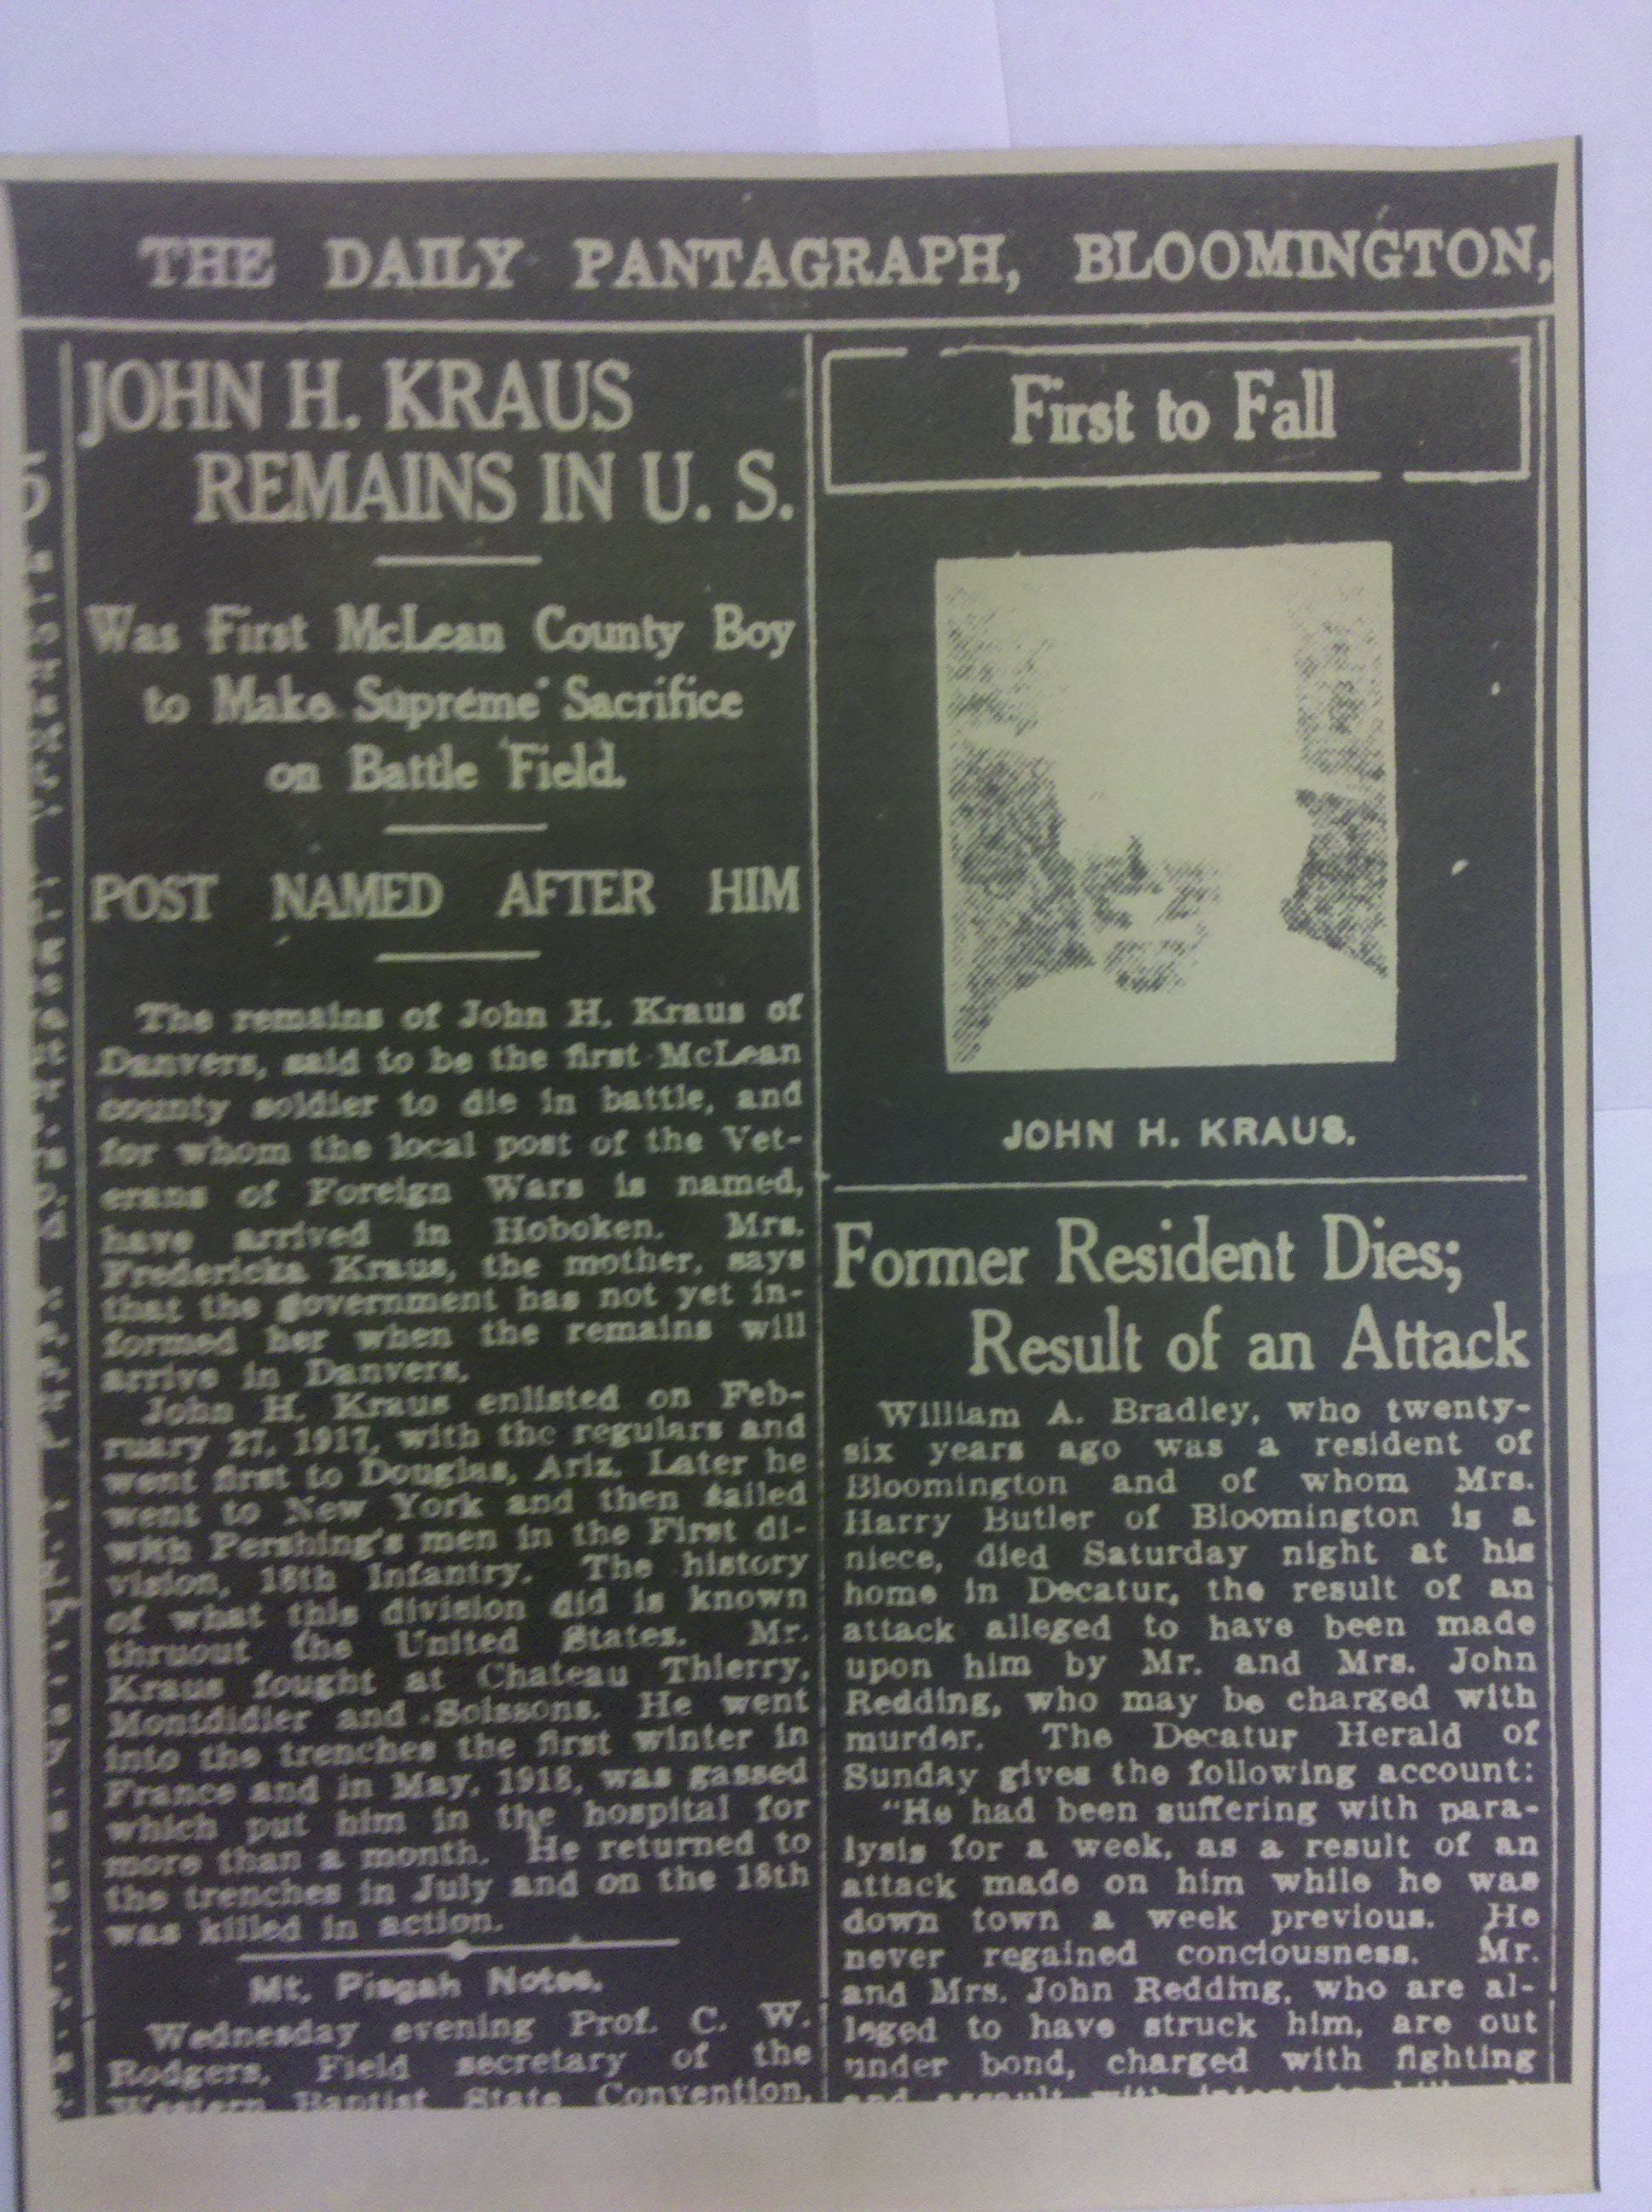 THE DAILY PANTAGRAPH, BLOOMINGTON,
JOHN H. KRAUS
REMAINS IN U. S.
Was First McLean County Boy
to Make Supreme Sacrifice
on Battle Field.
POST NAMED AFTER HIM
The remains of John H. Kraus of
Danvers, said to be the first McLean
county soldier to die in battle, and
for whom the local post of the Vet-
erans of Foreign Wars is named,
have arrived in Hoboken. Mrs.
Fredericka Kraus, the mother, says
that the government has not yet in-
formed her when the remains will
arrive in Danvers.
John H. Kraus enlisted on Feb-
ruary 27, 1917, with the regulars and
went first to Douglas, Ariz. Later he
went to New York and then sailed
with Pershing's men in the First di-
vision, 18th Infantry. The history
of what this division did is known
thruout the United States. Mr.
Kraus fought at Chateau Thierry,
Montdidier and Soissons. He went
into the trenches the first winter in
France and in May, 1918, was gassed
which put him in the hospital for
more than a month. He returned to
the trenches in July and on the 18th
was killed in action.
Mt. Pisgah Notes.
Wednesday evening Prof. C. W.
Rodgers, Field secretary of the
Western Baptist State Convention,
First to Fall
JOHN H. KRAUS.
Former Resident Dies;
Result of an Attack
William A. Bradley, who twenty-
six years ago was a resident of
Bloomington and of whom Mrs.
Harry Butler of Bloomington is a
niece, died Saturday night at his
home in Decatur, the result of an
attack alleged to have been made
upon him by Mr. and Mrs. John
Redding, who may be charged with
murder. The Decatur Herald of
Sunday gives the following account:
"He had been suffering with para-
lysis for a week, as a result of an
attack made on him while he was
down town a week previous. He
never regained conciousness. Mr.
and Mrs. John Redding, who are al-
leged to have struck him, are out
under bond, charged with fighting
and assault with intent to